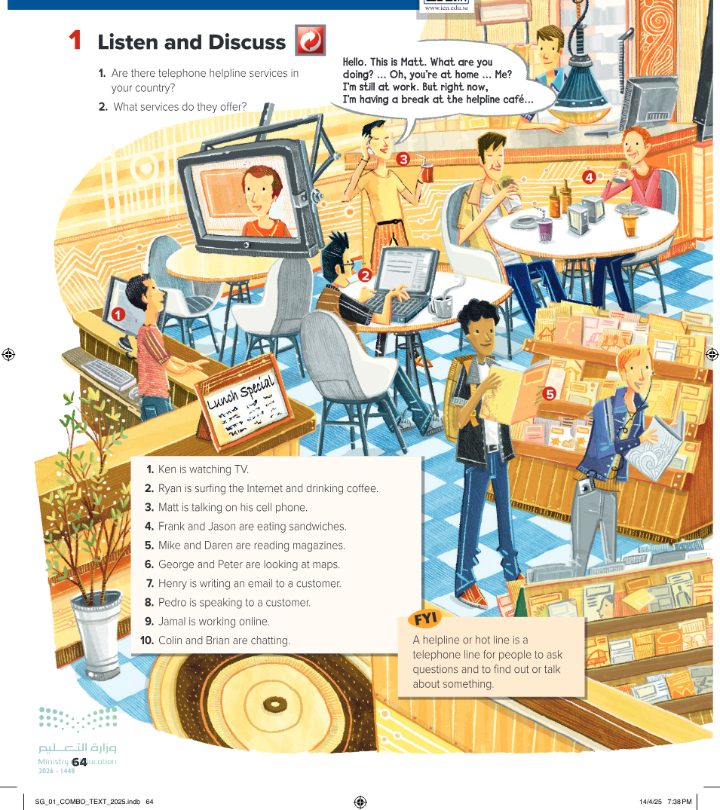 www.ien.edu.sa
1 Listen and Discuss
1. Are there telephone helpline services in
your country?
2. What services do they offer?
Hello. This is Matt. What are you
doing? ... Oh, you're at home ... Me?
I'm still at work. But right now,
I'm having a break at the helpline café...
3
4
2
1
5
Lunch Special
1. Ken is watching TV.
2. Ryan is surfing the Internet and drinking coffee.
3. Matt is talking on his cell phone.
4. Frank and Jason are eating sandwiches.
5. Mike and Daren are reading magazines.
6. George and Peter are looking at maps.
7. Henry is writing an email to a customer.
8. Pedro is speaking to a customer.
9. Jamal is working online.
10. Colin and Brian are chatting.
FYI
A helpline or hot line is a
telephone line for people to ask
questions and to find out or talk
about something.
وزارة التعليم
Ministry 64 ucation
2026 - 1448
SG_01_COMBO_TEXT_2025.indb 64
14/4/25 7:38 PM